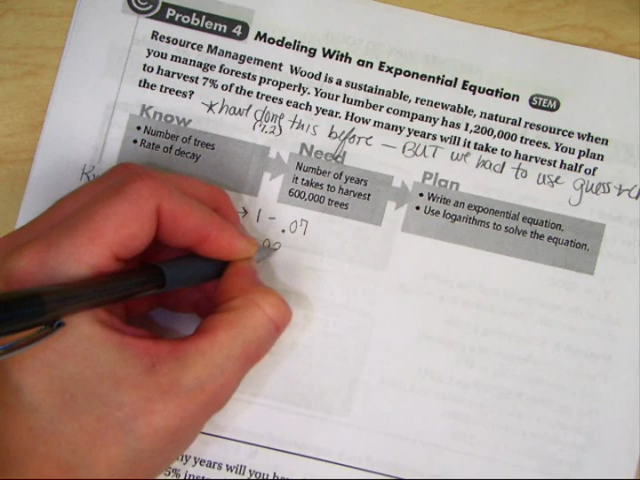 Problem 4 Modeling With an Exponential Equation STEM
Resource Management Wood is a sustainable, renewable, natural resource when
you manage forests properly. Your lumber company has 1,200,000 trees. You plan
to harvest 7% of the trees each year. How many years will it take to harvest half of
the trees?
*have done this before — BUT we had to use guess
(7.2)
Know
• Number of trees
• Rate of decay
Need
Number of years
it takes to harvest
600,000 trees
Plan
• Write an exponential equation.
• Use logarithms to solve the equation.
→ 1 - .07
years will you
5%